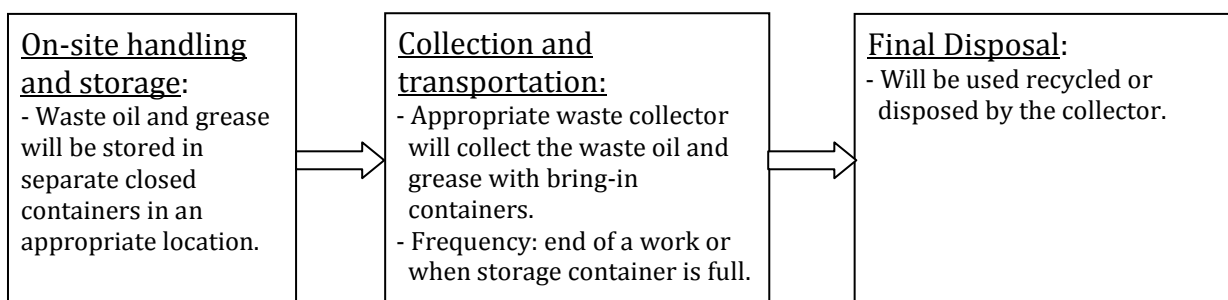 On-site handling
and storage:
- Waste oil and grease
will be stored in
separate closed
containers in an
appropriate location.
Collection and
transportation:
- Appropriate waste collector
will collect the waste oil and
grease with bring-in
containers.
- Frequency: end of a work or
when storage container is full.
Final Disposal:
- Will be used recycled or
disposed by the collector.